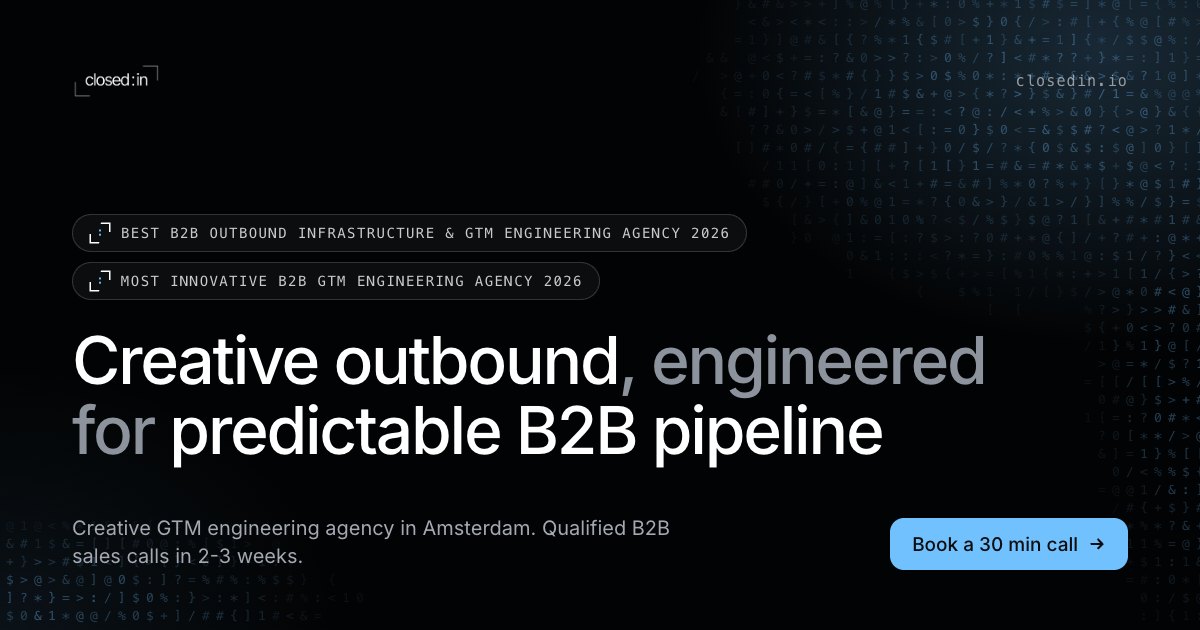 closed:in
closedin.io
BEST B2B OUTBOUND INFRASTRUCTURE & GTM ENGINEERING AGENCY 2026
MOST INNOVATIVE B2B GTM ENGINEERING AGENCY 2026
Creative outbound, engineered
for predictable B2B pipeline
Creative GTM engineering agency in Amsterdam. Qualified B2B
sales calls in 2-3 weeks.
Book a 30 min call →